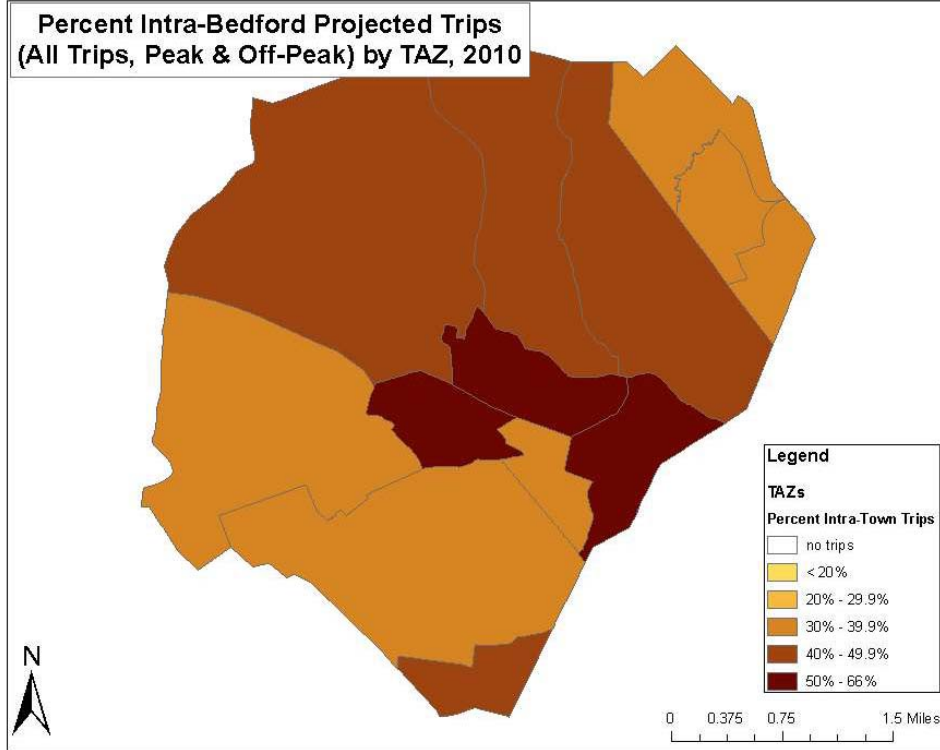 Percent Intra-Bedford Projected Trips
(All Trips, Peak & Off-Peak) by TAZ, 2010
Legend
TAZs
Percent Intra-Town Trips
no trips
< 20%
20% - 29.9%
30% - 39.9%
40% - 49.9%
50% - 66%
N
0 0.375 0.75 1.5 Miles